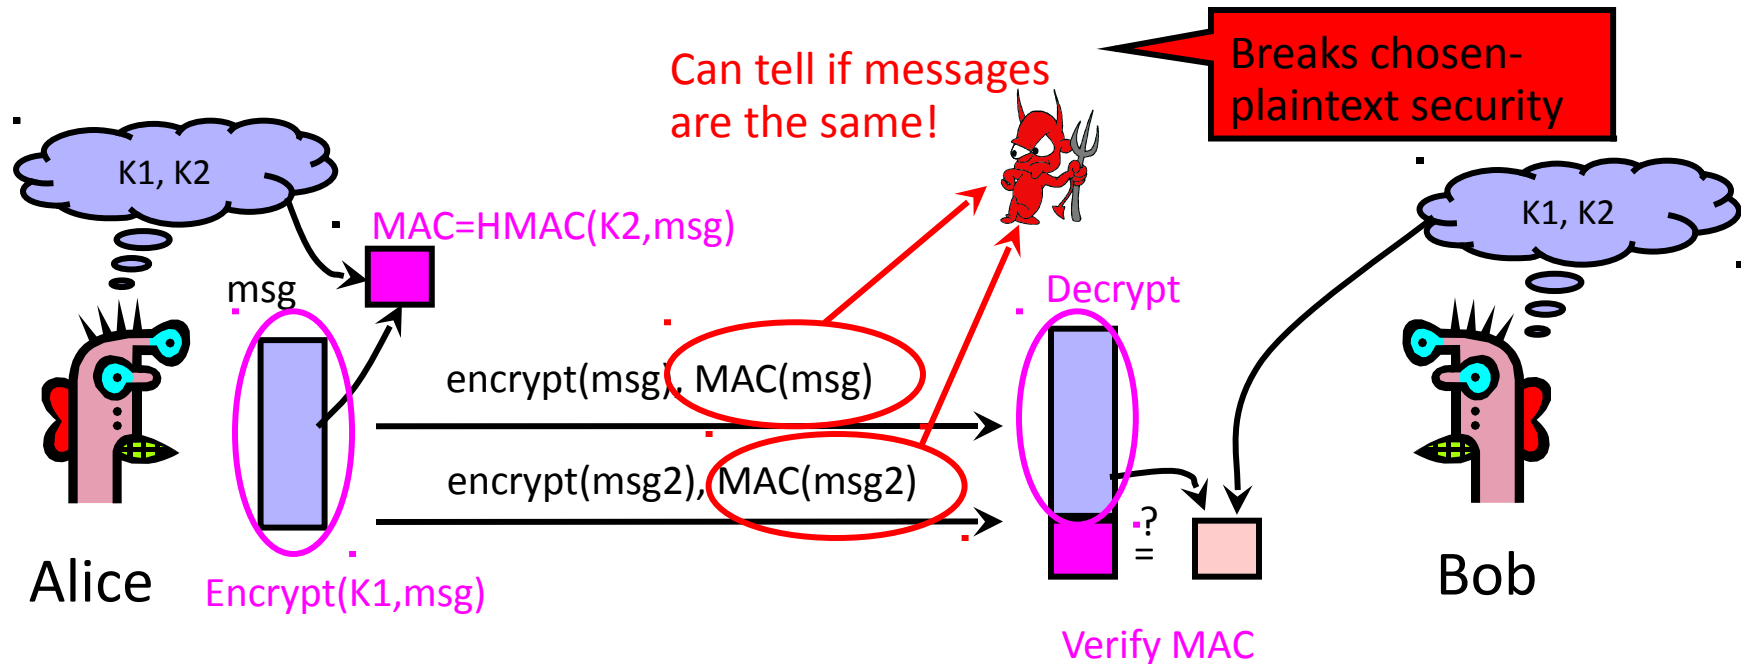 Can tell if messages
are the same!
Breaks chosen-
plaintext security
K1, K2
K1, K2
MAC=HMAC(K2,msg)
msg
Decrypt
encrypt(msg), MAC(msg)
encrypt(msg2), MAC(msg2)
?
=
Alice
Encrypt(K1,msg)
Bob
Verify MAC